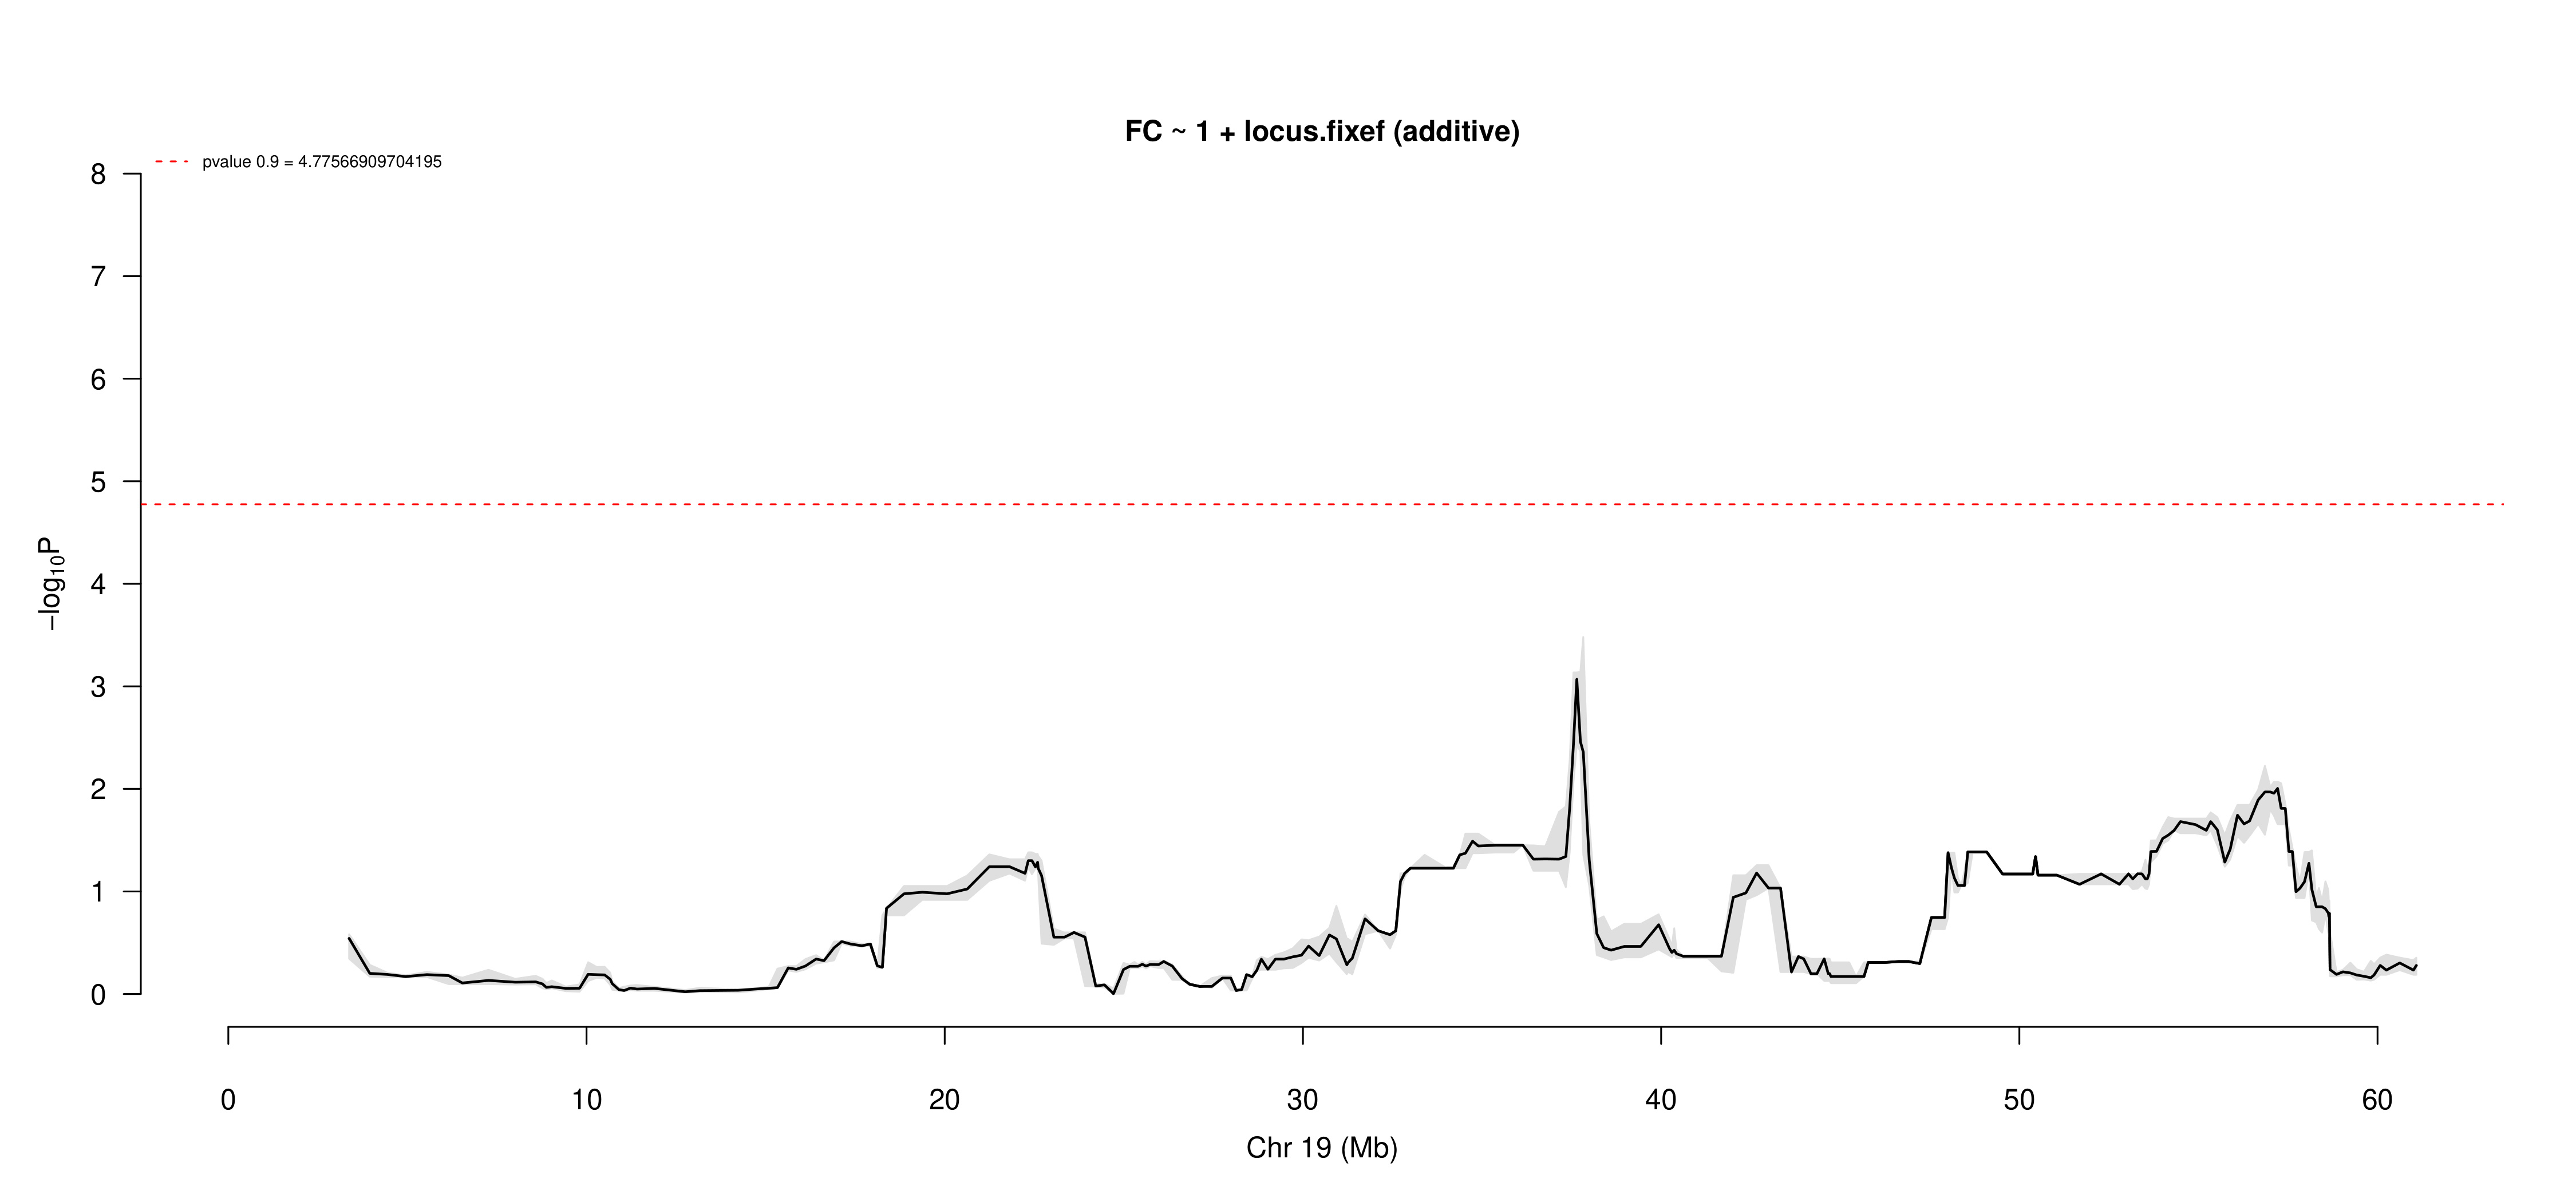 FC ~ 1 + locus.fixef (additive)
pvalue 0.9 = 4.77566909704195
8
7
6
5
4
3
2
1
0
−log10P
0 10 20 30 40 50 60
Chr 19 (Mb)